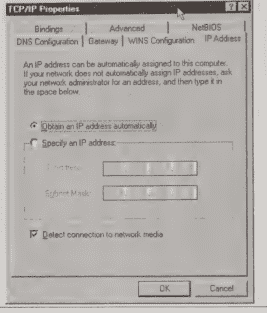 TCP/IP Properties
Bindings Advanced NetBIOS
DNS Configuration Gateway WINS Configuration IP Address
An IP address can be automatically assigned to this computer.
If your network does not automatically assign IP addresses, ask
your network administrator for an address, and then type it in
the space below.
Obtain an IP address automatically
Specify an IP address:
Subnet Mask:
Detect connection to network media
OK Cancel